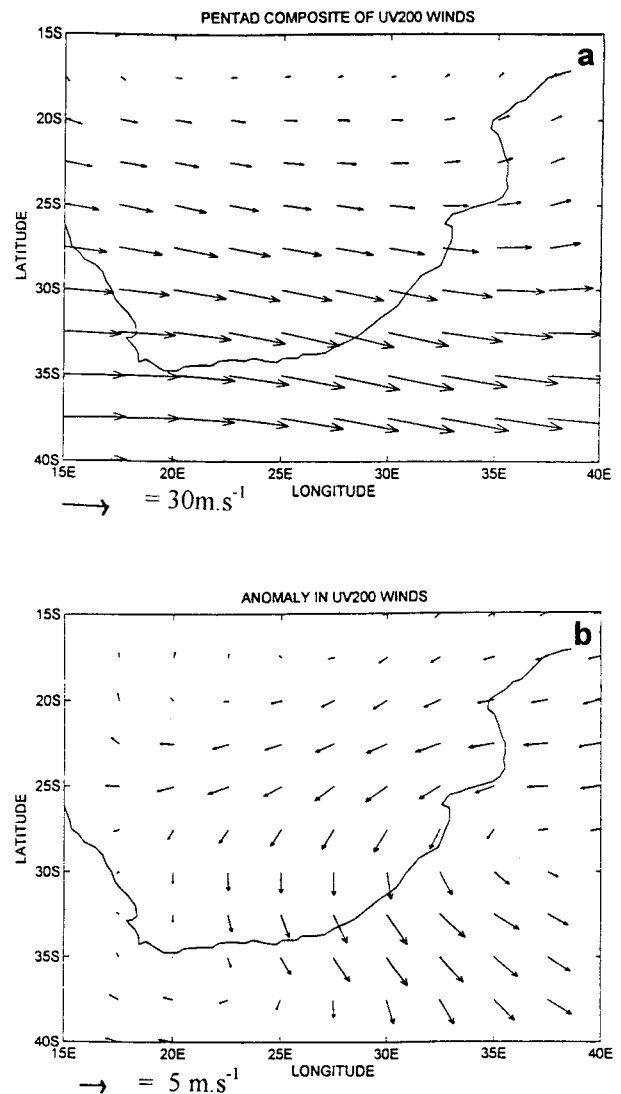 PENTAD COMPOSITE OF UV200 WINDS
a
15S
20S
25S
30S
35S
40S
LATITUDE
15E 20E 25E 30E 35E 40E
LONGITUDE
= 30m.s⁻¹
ANOMALY IN UV200 WINDS
b
15S
20S
25S
30S
35S
40S
LATITUDE
15E 20E 25E 30E 35E 40E
LONGITUDE
= 5 m.s⁻¹